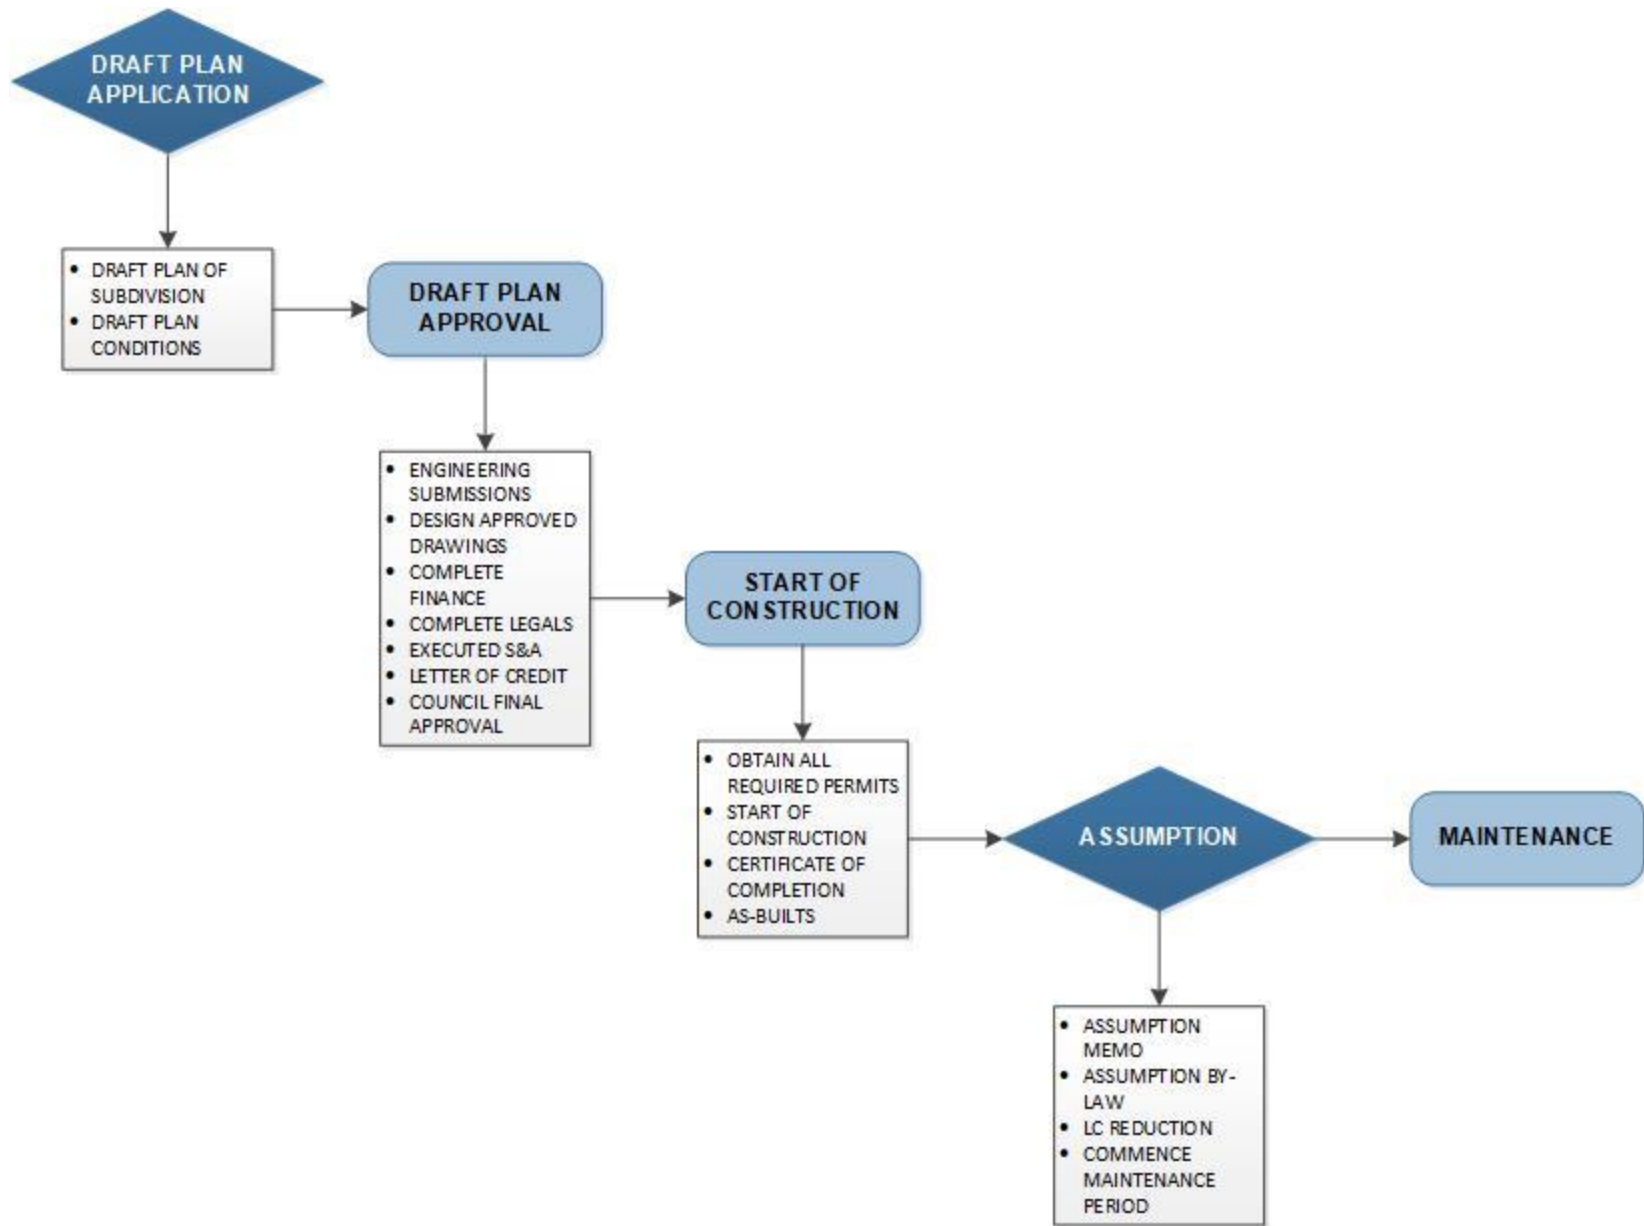 DRAFT PLAN
APPLICATION
• DRAFT PLAN OF
SUBDIVISION
• DRAFT PLAN
CONDITIONS
DRAFT PLAN
APPROVAL
• ENGINEERING
SUBMISSIONS
• DESIGN APPROVED
DRAWINGS
• COMPLETE
FINANCE
• COMPLETE LEGALS
• EXECUTED S&A
• LETTER OF CREDIT
• COUNCIL FINAL
APPROVAL
START OF
CONSTRUCTION
• OBTAIN ALL
REQUIRED PERMITS
• START OF
CONSTRUCTION
• CERTIFICATE OF
COMPLETION
• AS-BUILTS
ASSUMPTION
MAINTENANCE
• ASSUMPTION
MEMO
• ASSUMPTION BY-
LAW
• LC REDUCTION
• COMMENCE
MAINTENANCE
PERIOD